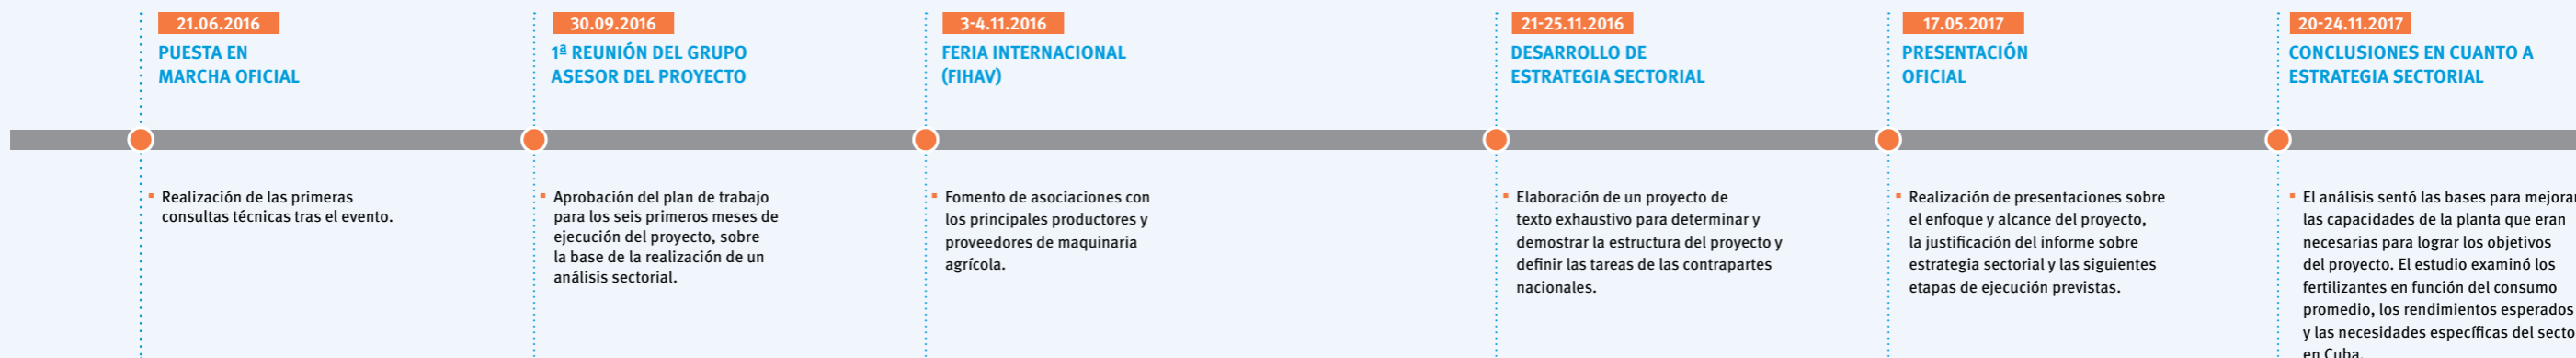 21.06.2016
PUESTA EN
MARCHA OFICIAL
Realización de las primeras
consultas técnicas tras el evento.
30.09.2016
1ª REUNIÓN DEL GRUPO
ASESOR DEL PROYECTO
Aprobación del plan de trabajo
para los seis primeros meses de
ejecución del proyecto, sobre
la base de la realización de un
análisis sectorial.
3-4.11.2016
FERIA INTERNACIONAL
(FIHAV)
Fomento de asociaciones con
los principales productores y
proveedores de maquinaria
agrícola.
21-25.11.2016
DESARROLLO DE
ESTRATEGIA SECTORIAL
Elaboración de un proyecto de
texto exhaustivo para determinar y
demostrar la estructura del proyecto y
definir las tareas de las contrapartes
nacionales.
17.05.2017
PRESENTACIÓN
OFICIAL
Realización de presentaciones sobre
el enfoque y alcance del proyecto,
la justificación del informe sobre
estrategia sectorial y las siguientes
etapas de ejecución previstas.
20-24.11.2017
CONCLUSIONES EN CUANTO A
ESTRATEGIA SECTORIAL
El análisis sentó las bases para mejorar
las capacidades de la planta que eran
necesarias para lograr los objetivos
del proyecto. El estudio examinó los
fertilizantes en función del consumo
promedio, los rendimientos esperados
y las necesidades específicas del secto
en Cuba.